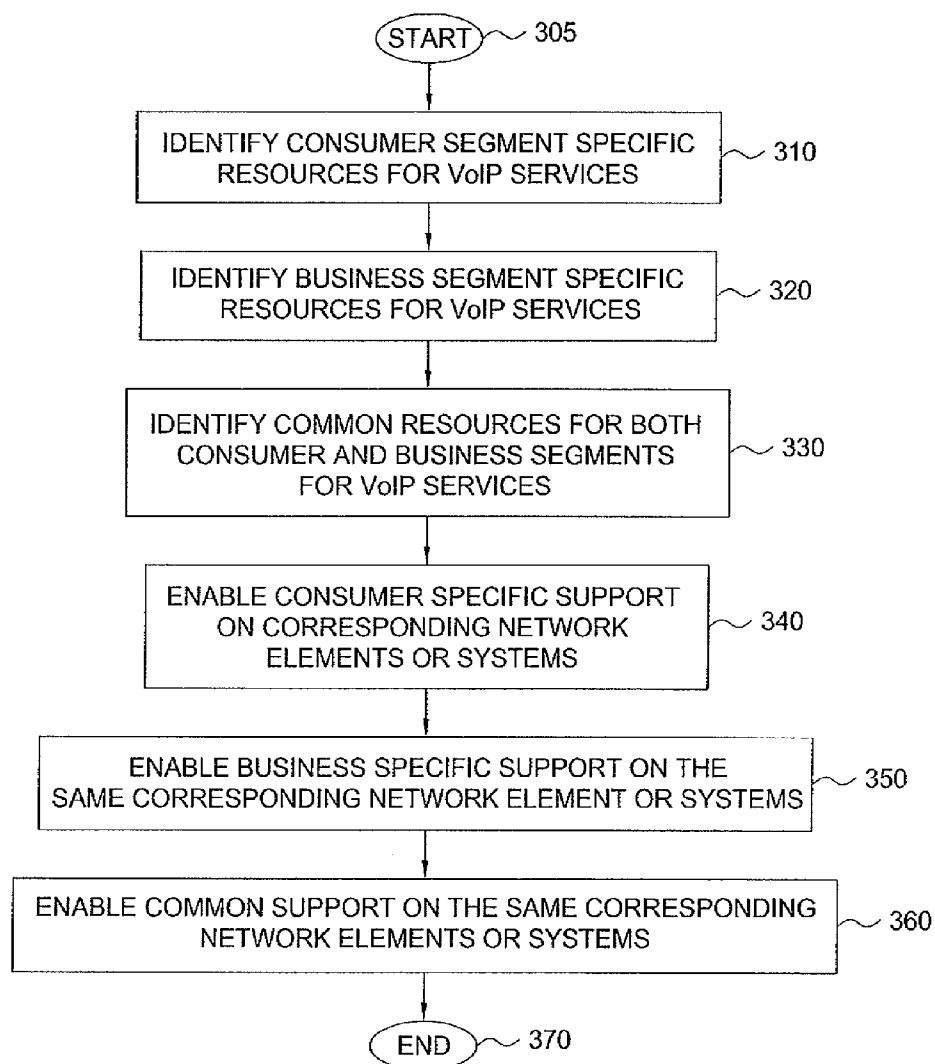 START 305
IDENTIFY CONSUMER SEGMENT SPECIFIC
RESOURCES FOR VoIP SERVICES
310
IDENTIFY BUSINESS SEGMENT SPECIFIC
RESOURCES FOR VoIP SERVICES
320
IDENTIFY COMMON RESOURCES FOR BOTH
CONSUMER AND BUSINESS SEGMENTS
FOR VoIP SERVICES
330
ENABLE CONSUMER SPECIFIC SUPPORT
ON CORRESPONDING NETWORK
ELEMENTS OR SYSTEMS
340
ENABLE BUSINESS SPECIFIC SUPPORT ON THE
SAME CORRESPONDING NETWORK ELEMENT OR SYSTEMS
350
ENABLE COMMON SUPPORT ON THE SAME CORRESPONDING
NETWORK ELEMENTS OR SYSTEMS
360
END 370